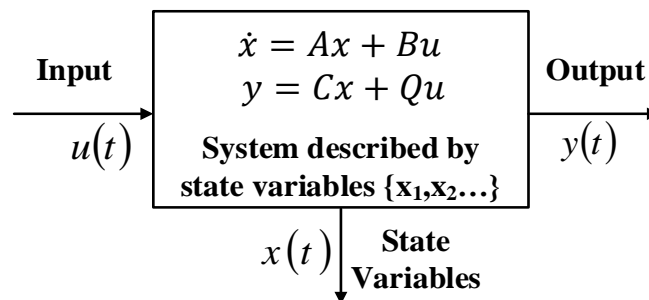 ẋ = Ax + Bu
y = Cx + Qu
Input
Output
u(t)
y(t)
System described by
state variables {x₁,x₂…}
x(t)
State
Variables